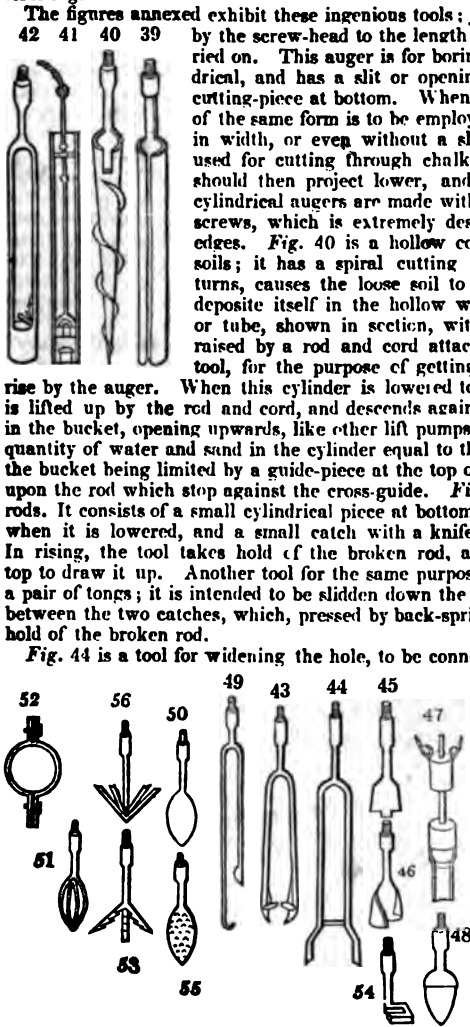 The figures annexed exhibit these ingenious tools;
42 41 40 39
by the screw-head to the length
ried on. This auger is for borin
drical, and has a slit or openin
cutting-piece at bottom. When
of the same form is to be employ
in width, or even without a sl
used for cutting through chalk
should then project lower, and
cylindrical augers are made with
screws, which is extremely des
edges. Fig. 40 is a hollow co
soils; it has a spiral cutting
turns, causes the loose soil to
deposite itself in the hollow w
or tube, shown in section, wit
raised by a rod and cord attac
tool, for the purpose of getting
rise by the auger. When this cylinder is lowered to
is lifted up by the rod and cord, and descends again
in the bucket, opening upwards, like other lift pumps
quantity of water and sand in the cylinder equal to th
the bucket being limited by a guide-piece at the top o
upon the rod which stop against the cross-guide. Fi
rods. It consists of a small cylindrical piece at bottom
when it is lowered, and a small catch with a knife
In rising, the tool takes hold of the broken rod, a
top to draw it up. Another tool for the same purpos
a pair of tongs; it is intended to be slidden down the
between the two catches, which, pressed by back-spri
hold of the broken rod.
Fig. 44 is a tool for widening the hole, to be conn
52 56 50 49 43 44 45 47
51 46
53 55 54 48